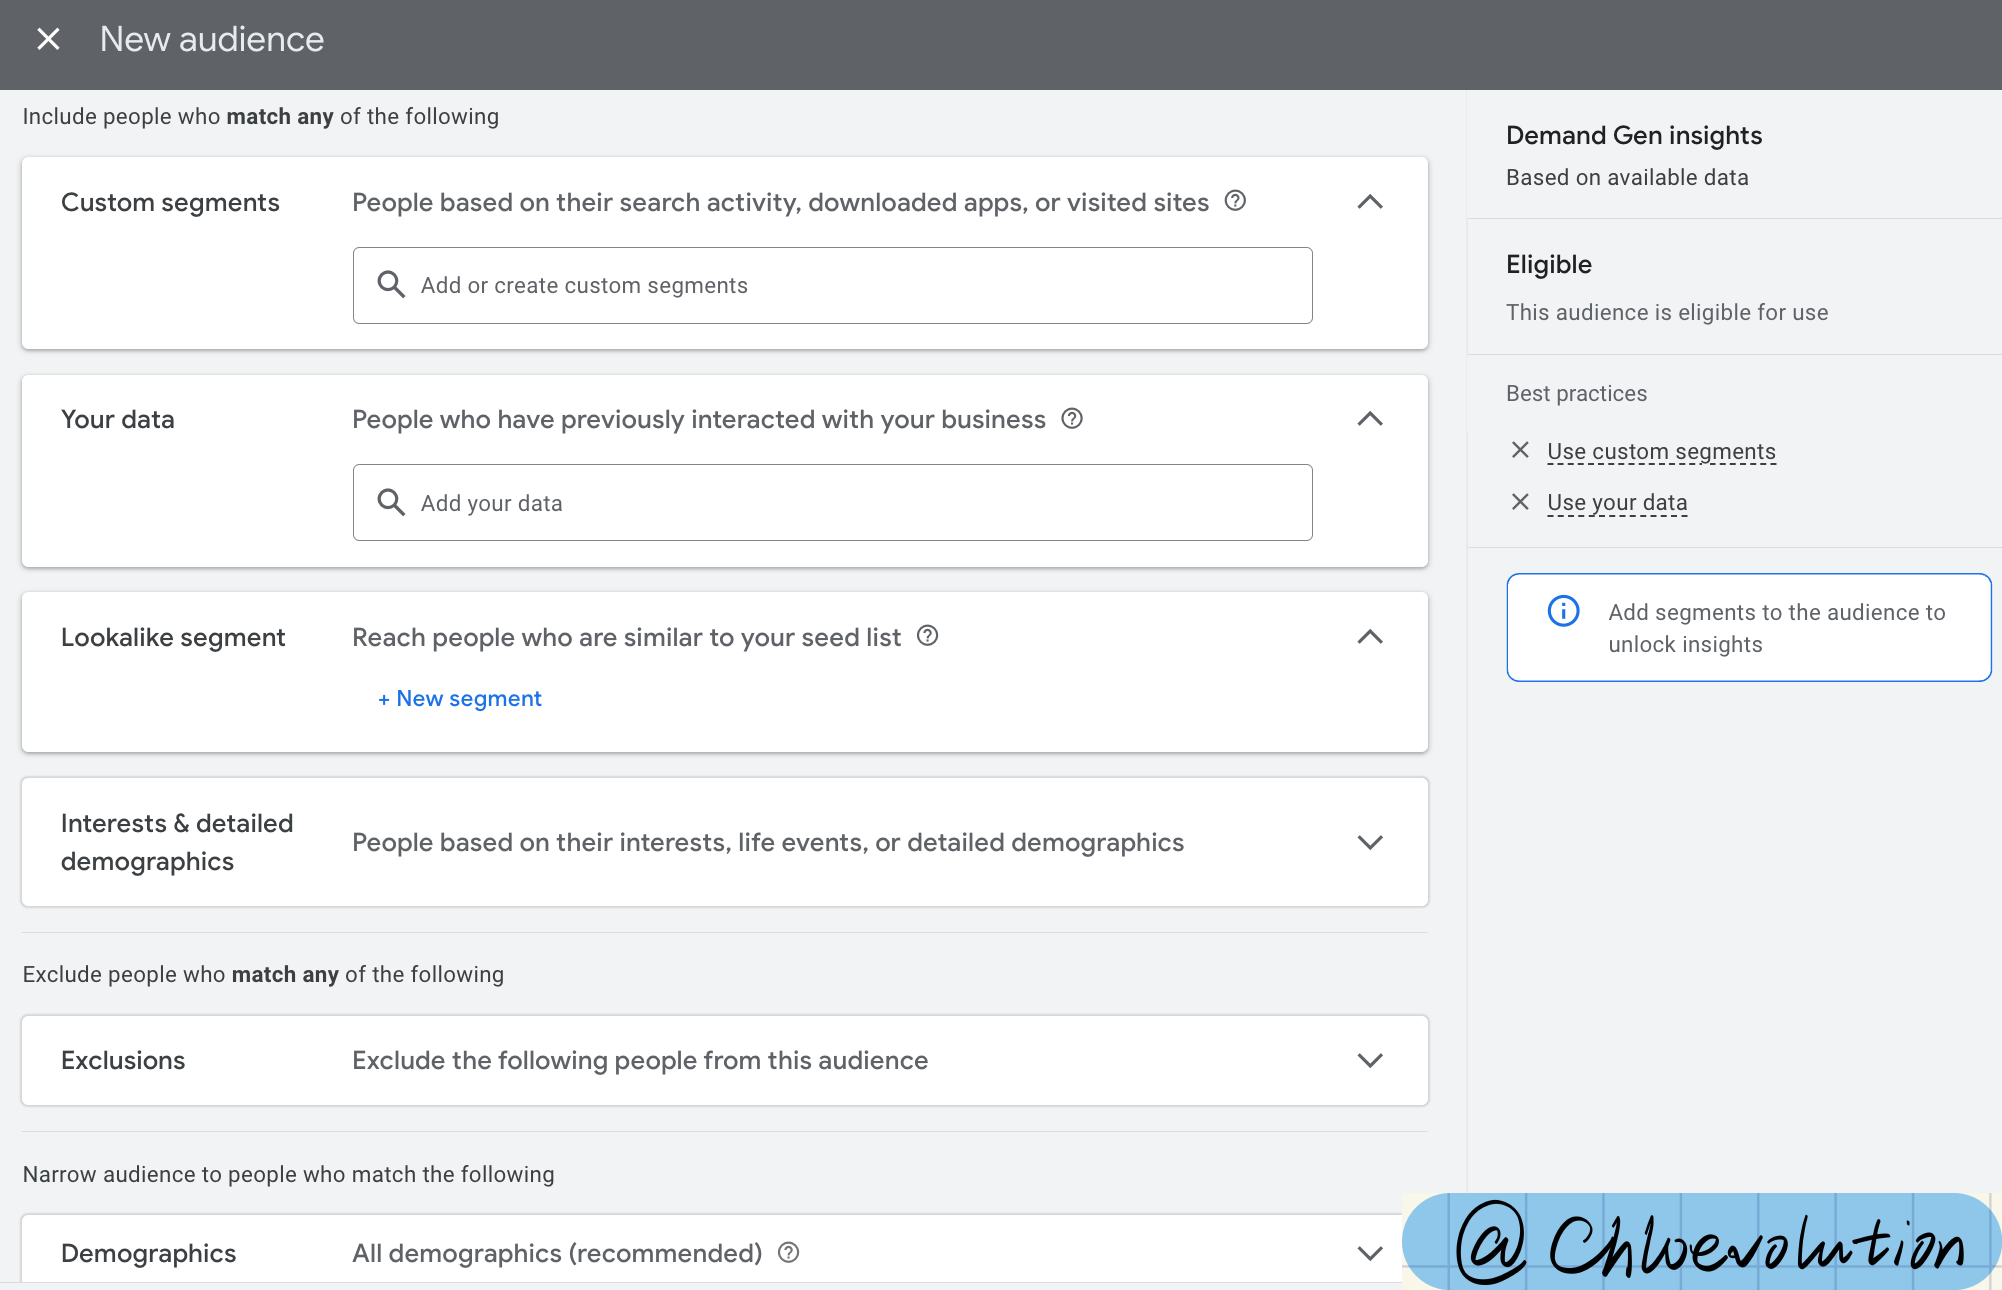 New audience
Include people who match any of the following
Custom segments
People based on their search activity, downloaded apps, or visited sites
Add or create custom segments
Your data
People who have previously interacted with your business
Add your data
Lookalike segment
Reach people who are similar to your seed list
+ New segment
Interests & detailed
demographics
People based on their interests, life events, or detailed demographics
Exclude people who match any of the following
Exclusions
Exclude the following people from this audience
Narrow audience to people who match the following
Demographics
All demographics (recommended)
Demand Gen insights
Based on available data
Eligible
This audience is eligible for use
Best practices
Use custom segments
Use your data
Add segments to the audience to
unlock insights
@Chloevolution